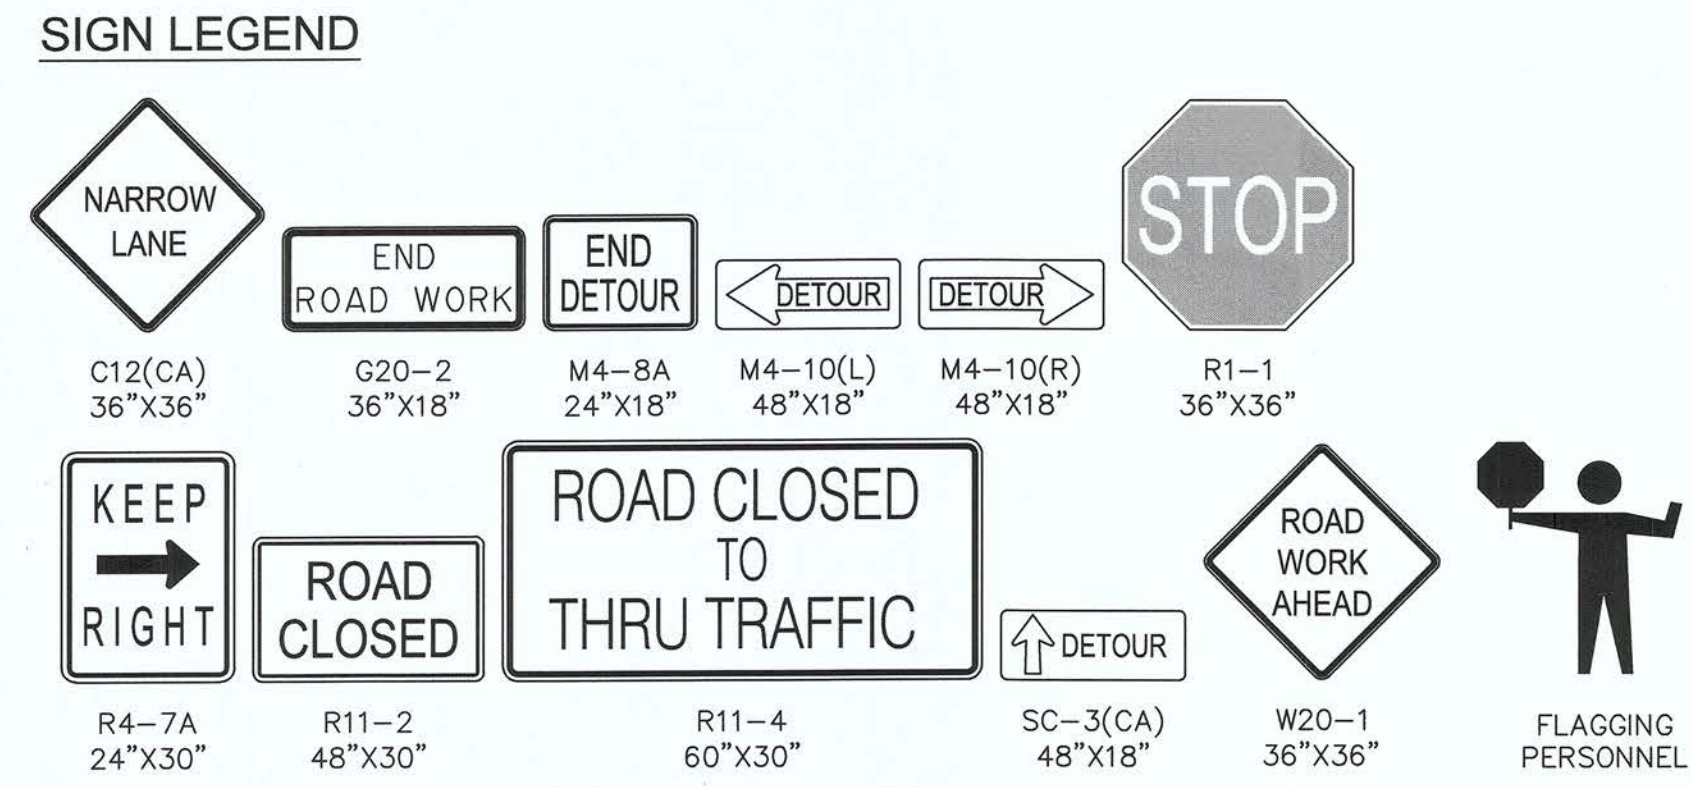 SIGN LEGEND
NARROW
LANE
C12(CA)
36”X36”
END
ROAD WORK
G20–2
36”X18”
END
DETOUR
M4–8A
24”X18”
DETOUR
M4–10(L)
48”X18”
DETOUR
M4–10(R)
48”X18”
STOP
R1–1
36”X36”
KEEP
RIGHT
R4–7A
24”X30”
ROAD
CLOSED
R11–2
48”X30”
ROAD CLOSED
TO
THRU TRAFFIC
R11–4
60”X30”
DETOUR
SC–3(CA)
48”X18”
ROAD
WORK
AHEAD
W20–1
36”X36”
FLAGGING
PERSONNEL